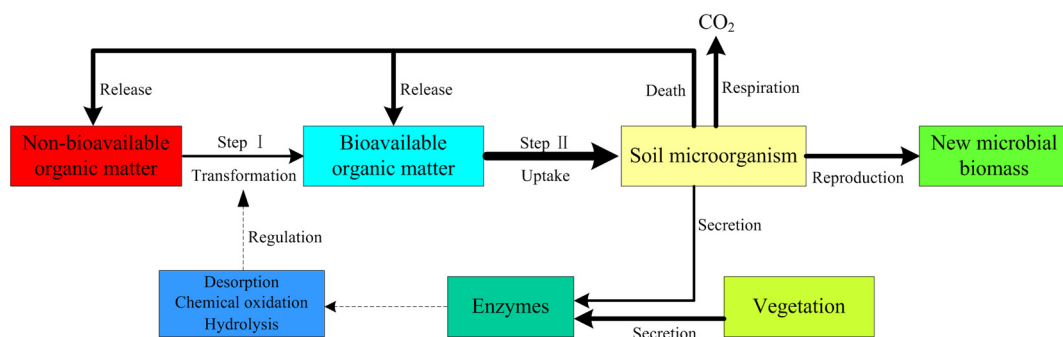 CO₂
Release
Release
Death
Respiration
Non-bioavailable
organic matter
Step Ⅰ
Transformation
Bioavailable
organic matter
Step Ⅱ
Uptake
Soil microorganism
Reproduction
New microbial
biomass
Regulation
Secretion
Desorption
Chemical oxidation
Hydrolysis
Enzymes
Secretion
Vegetation